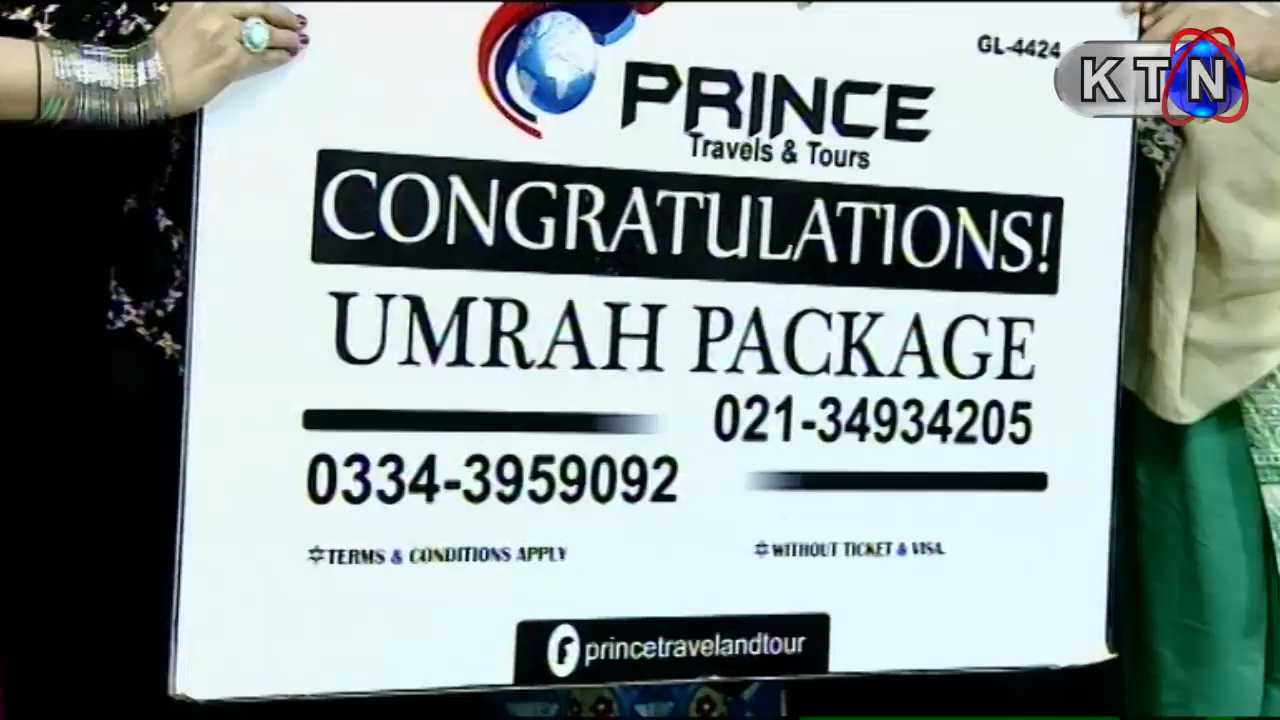 GL-4424
KTN
PRINCE
Travels & Tours
CONGRATULATIONS!
UMRAH PACKAGE
021-34934205
0334-3959092
*TERMS & CONDITIONS APPLY
*WITHOUT TICKET & VISA
princetravelandtour